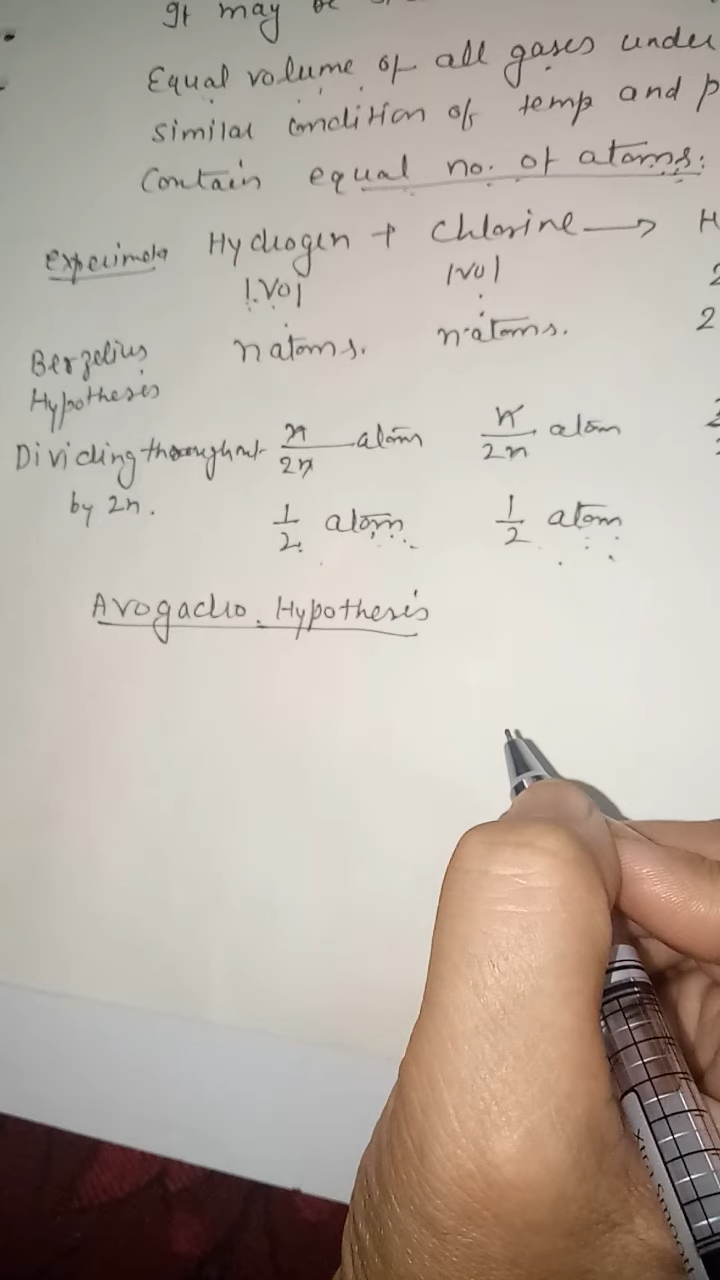 It may be
Equal volume of all gases under
similar condition of temp and p
Contain equal no. of atoms.
Hydrogen + Chlorine → H
1 Vol 1 Vol 2
Berzelius n atoms. n atoms. 2
Hypothesis
Dividing throughout n/2n atom n/2n atom
by 2n. 1/2 atom 1/2 atom
Avogadro Hypothesis